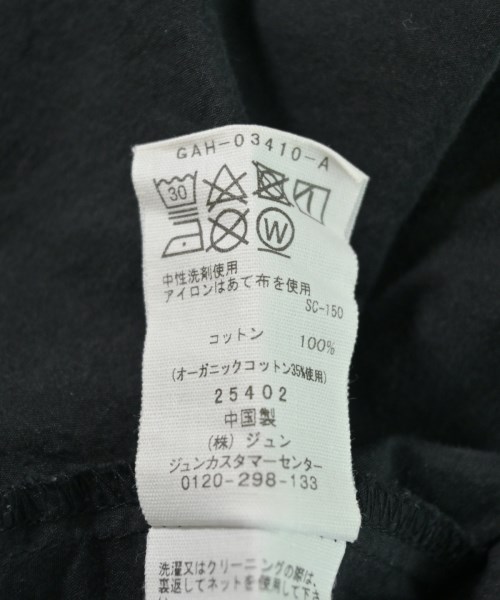 GAH-03410-A
30
W
中性洗剤使用
アイロンはあて布を使用
SC-150
コットン 100%
(オーガニックコットン35%使用)
25402
中国製
(株) ジュン
ジュンカスタマーセンター
0120-298-133
洗濯又はクリーニングの際は、
裏返してネットを使用して下さ